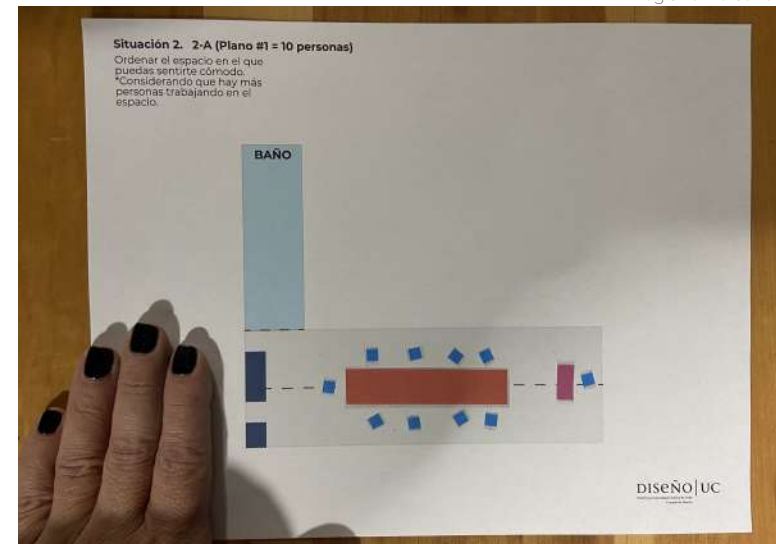 Situación 2.   2-A (Plano #1 = 10 personas)
Ordenar el espacio en el que
puedas sentirte cómodo.
*Considerando que hay más
personas trabajando en el
espacio.
BAÑO
DISEÑO|UC